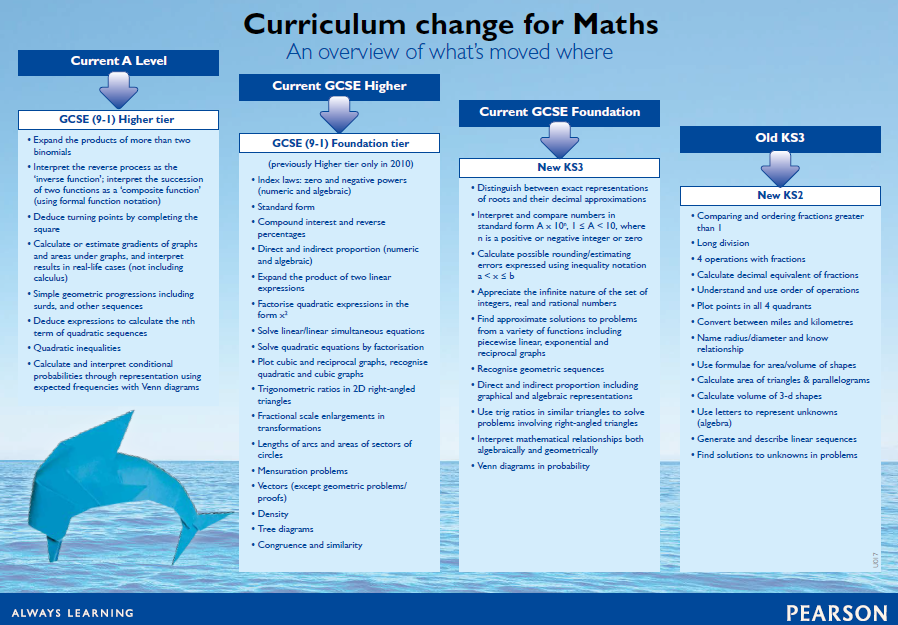 Curriculum change for Maths
An overview of what's moved where
Current A Level
GCSE (9-1) Higher tier
• Expand the products of more than two
binomials
• Interpret the reverse process as the
'inverse function'; interpret the succession
of two functions as a 'composite function'
(using formal function notation)
• Deduce turning points by completing the
square
• Calculate or estimate gradients of graphs
and areas under graphs, and interpret
results in real-life cases (not including
calculus)
• Simple geometric progressions including
surds, and other sequences
• Deduce expressions to calculate the nth
term of quadratic sequences
• Quadratic inequalities
• Calculate and interpret conditional
probabilities through representation using
expected frequencies with Venn diagrams
Current GCSE Higher
GCSE (9-1) Foundation tier
(previously Higher tier only in 2010)
• Index laws: zero and negative powers
(numeric and algebraic)
• Standard form
• Compound interest and reverse
percentages
• Direct and indirect proportion (numeric
and algebraic)
• Expand the product of two linear
expressions
• Factorise quadratic expressions in the
form x²
• Solve linear/linear simultaneous equations
• Solve quadratic equations by factorisation
• Plot cubic and reciprocal graphs, recognise
quadratic and cubic graphs
• Trigonometric ratios in 2D right-angled
triangles
• Fractional scale enlargements in
transformations
• Lengths of arcs and areas of sectors of
circles
• Mensuration problems
• Vectors (except geometric problems/
proofs)
• Density
• Tree diagrams
• Congruence and similarity
Current GCSE Foundation
New KS3
• Distinguish between exact representations
of roots and their decimal approximations
• Interpret and compare numbers in
standard form A x 10ⁿ, 1 ≤ A < 10, where
n is a positive or negative integer or zero
• Calculate possible rounding/estimating
errors expressed using inequality notation
a < x ≤ b
• Appreciate the infinite nature of the set of
integers, real and rational numbers
• Find approximate solutions to problems
from a variety of functions including
piecewise linear, exponential and
reciprocal graphs
• Recognise geometric sequences
• Direct and indirect proportion including
graphical and algebraic representations
• Use trig ratios in similar triangles to solve
problems involving right-angled triangles
• Interpret mathematical relationships both
algebraically and geometrically
• Venn diagrams in probability
Old KS3
New KS2
• Comparing and ordering fractions greater
than 1
• Long division
• 4 operations with fractions
• Calculate decimal equivalent of fractions
• Understand and use order of operations
• Plot points in all 4 quadrants
• Convert between miles and kilometres
• Name radius/diameter and know
relationship
• Use formulae for area/volume of shapes
• Calculate area of triangles & parallelograms
• Calculate volume of 3-d shapes
• Use letters to represent unknowns
(algebra)
• Generate and describe linear sequences
• Find solutions to unknowns in problems
ALWAYS LEARNING
PEARSON